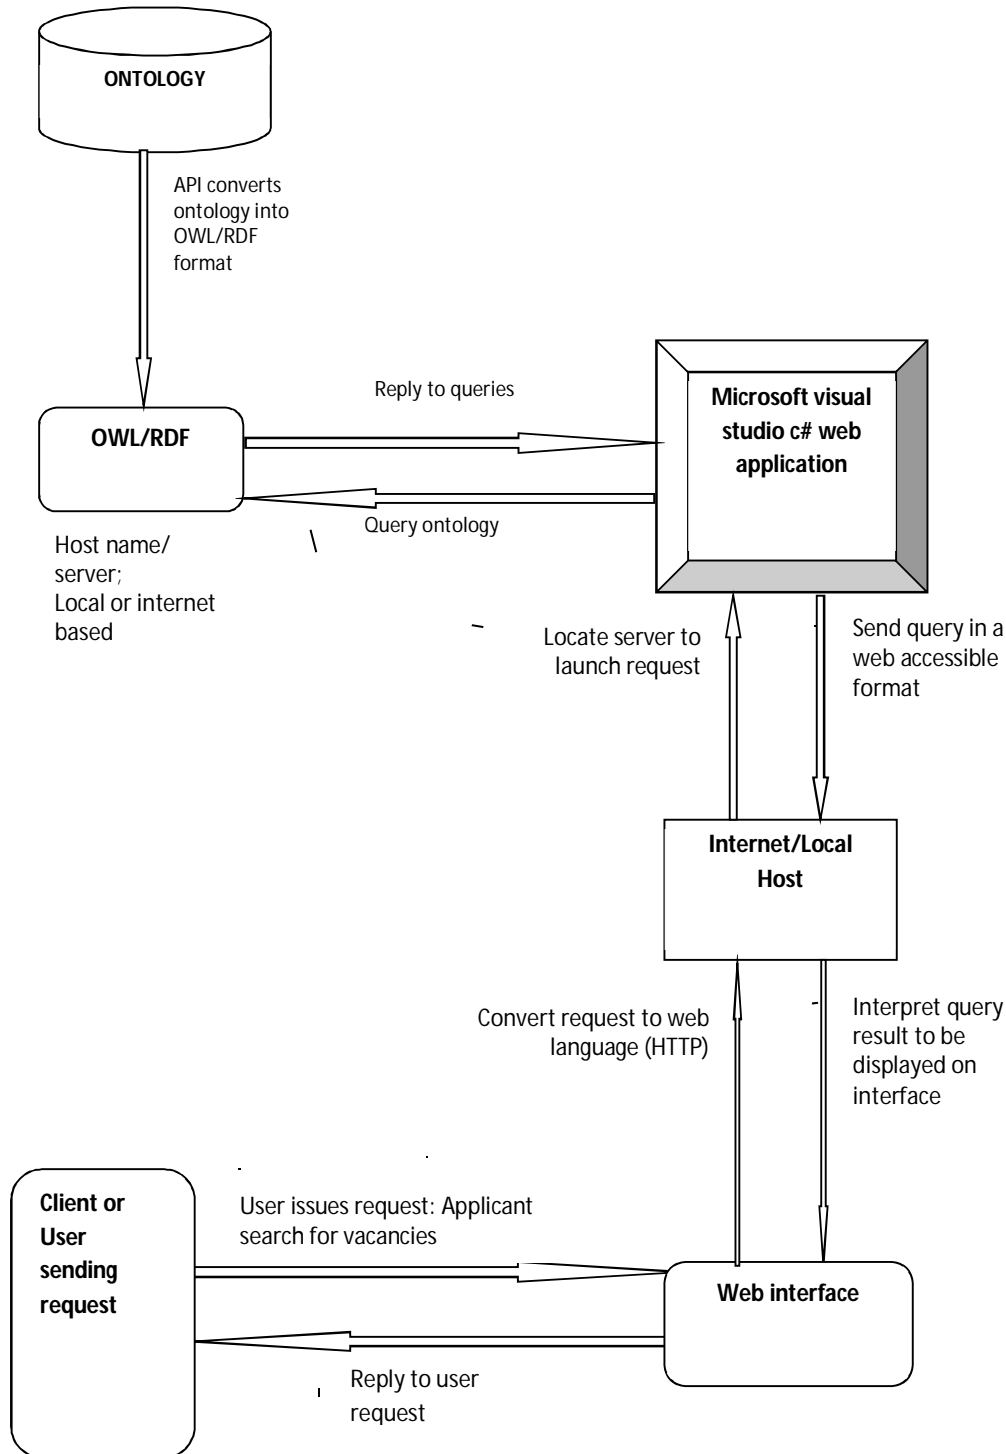 ONTOLOGY
API converts
ontology into
OWL/RDF
format
Reply to queries
OWL/RDF
Microsoft visual
studio c# web
application
Query ontology
Host name/
server;
Local or internet
based
Locate server to
launch request
Send query in a
web accessible
format
Internet/Local
Host
Convert request to web
language (HTTP)
Interpret query
result to be
displayed on
interface
Client or
User
sending
request
User issues request: Applicant
search for vacancies
Web interface
Reply to user
request